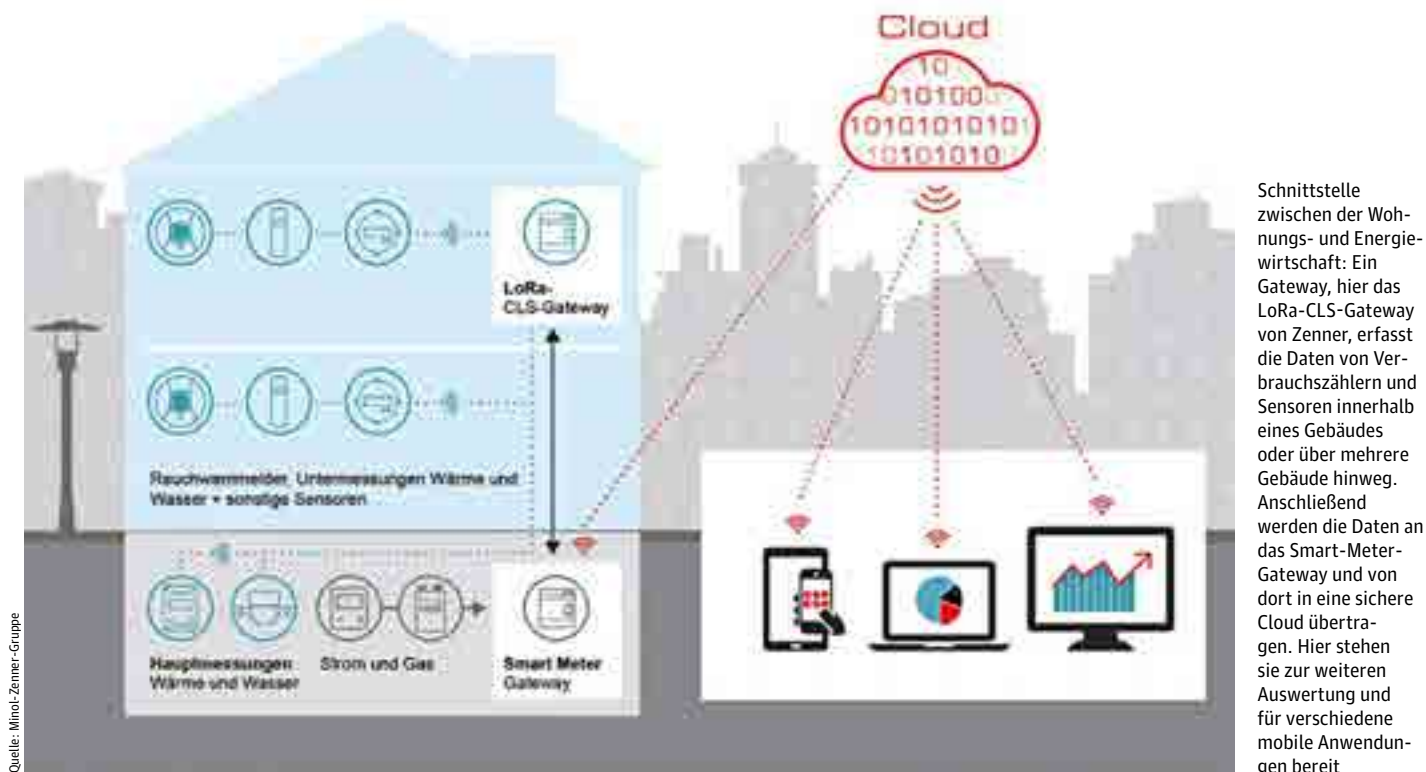 Cloud
10
010100
10101010101
10101010
LoRa-
CLS-Gateway
Rauchwarnmelder, Untermessungen Wärme und
Wasser + sonstige Sensoren
Hauptmessungen
Wärme und Wasser
Strom und Gas
Smart Meter
Gateway
Quelle: Minol-Zenner-Gruppe
Schnittstelle
zwischen der Woh-
nungs- und Energie-
wirtschaft: Ein
Gateway, hier das
LoRa-CLS-Gateway
von Zenner, erfasst
die Daten von Ver-
brauchszählern und
Sensoren innerhalb
eines Gebäudes
oder über mehrere
Gebäude hinweg.
Anschließend
werden die Daten an
das Smart-Meter-
Gateway und von
dort in eine sichere
Cloud übertra-
gen. Hier stehen
sie zur weiteren
Auswertung und
für verschiedene
mobile Anwendun-
gen bereit